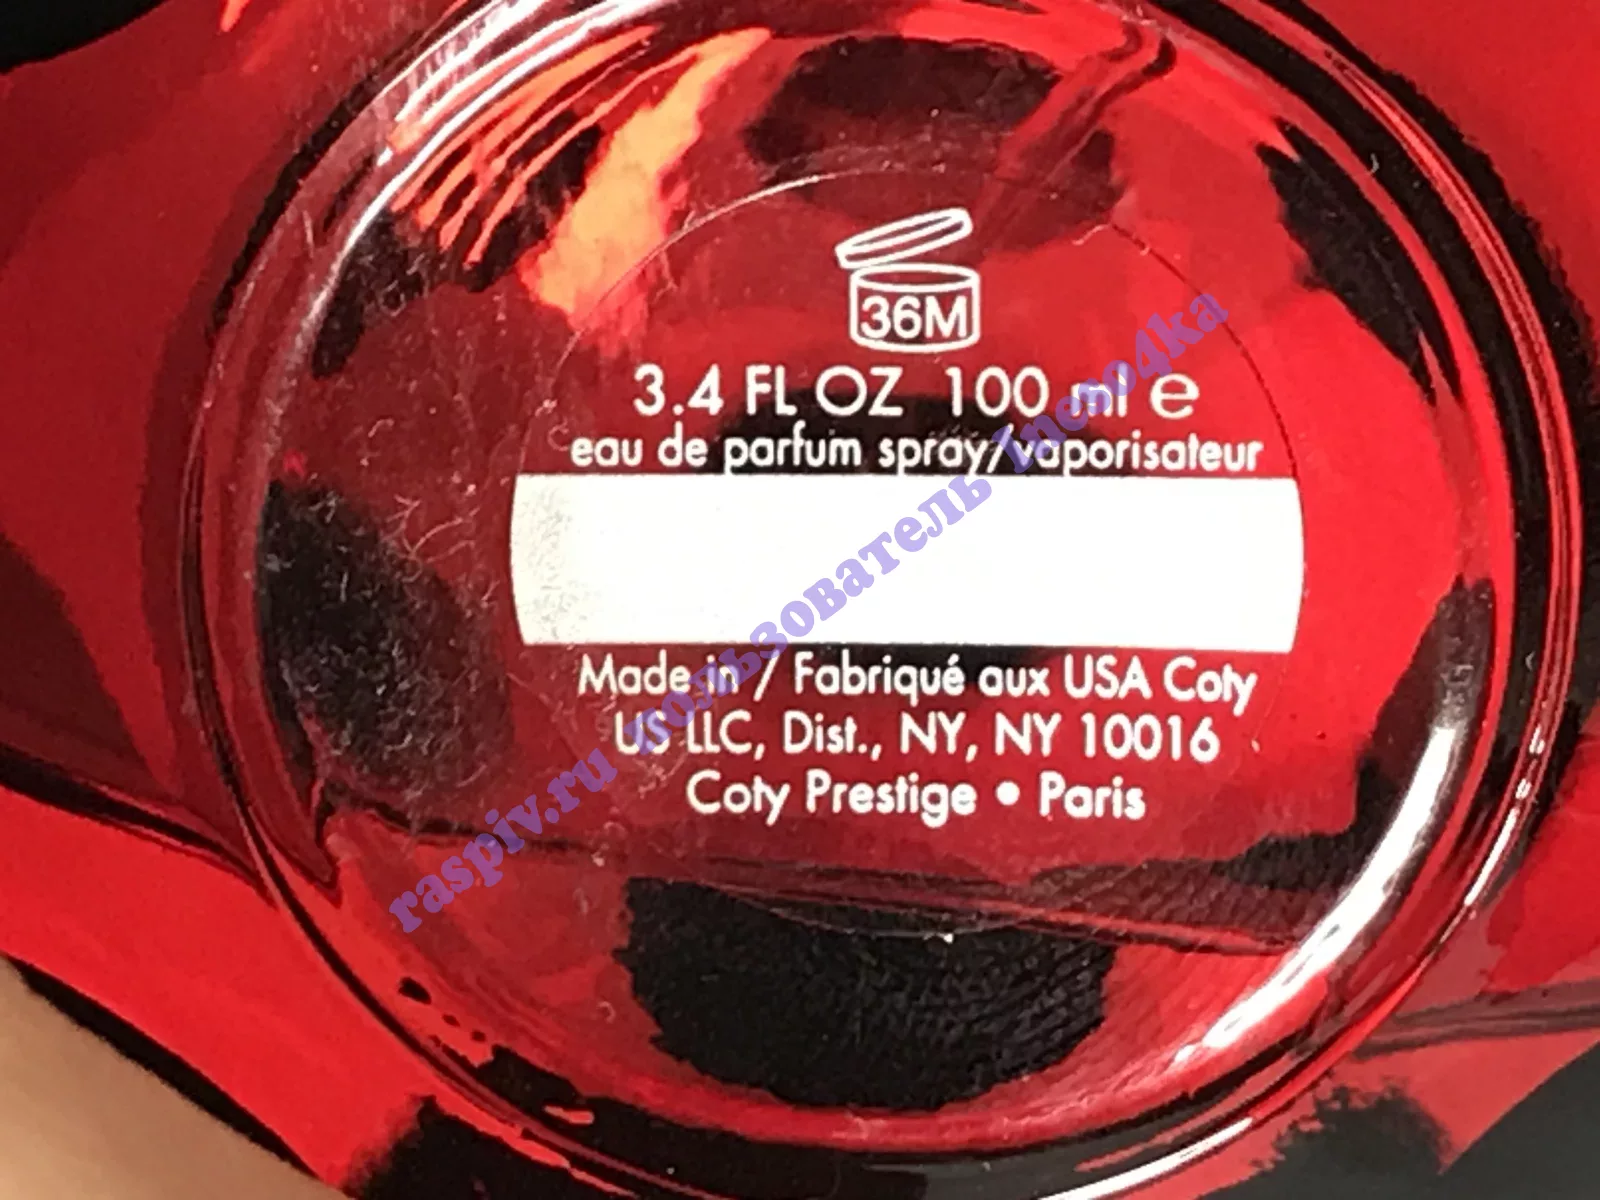 36M
3.4 FL OZ 100 ml e
eau de parfum spray/vaporisateur
Made in / Fabriqué aux USA Coty
US LLC, Dist., NY, NY 10016
Coty Prestige • Paris
raspiv.ru пользователь ineso4ka